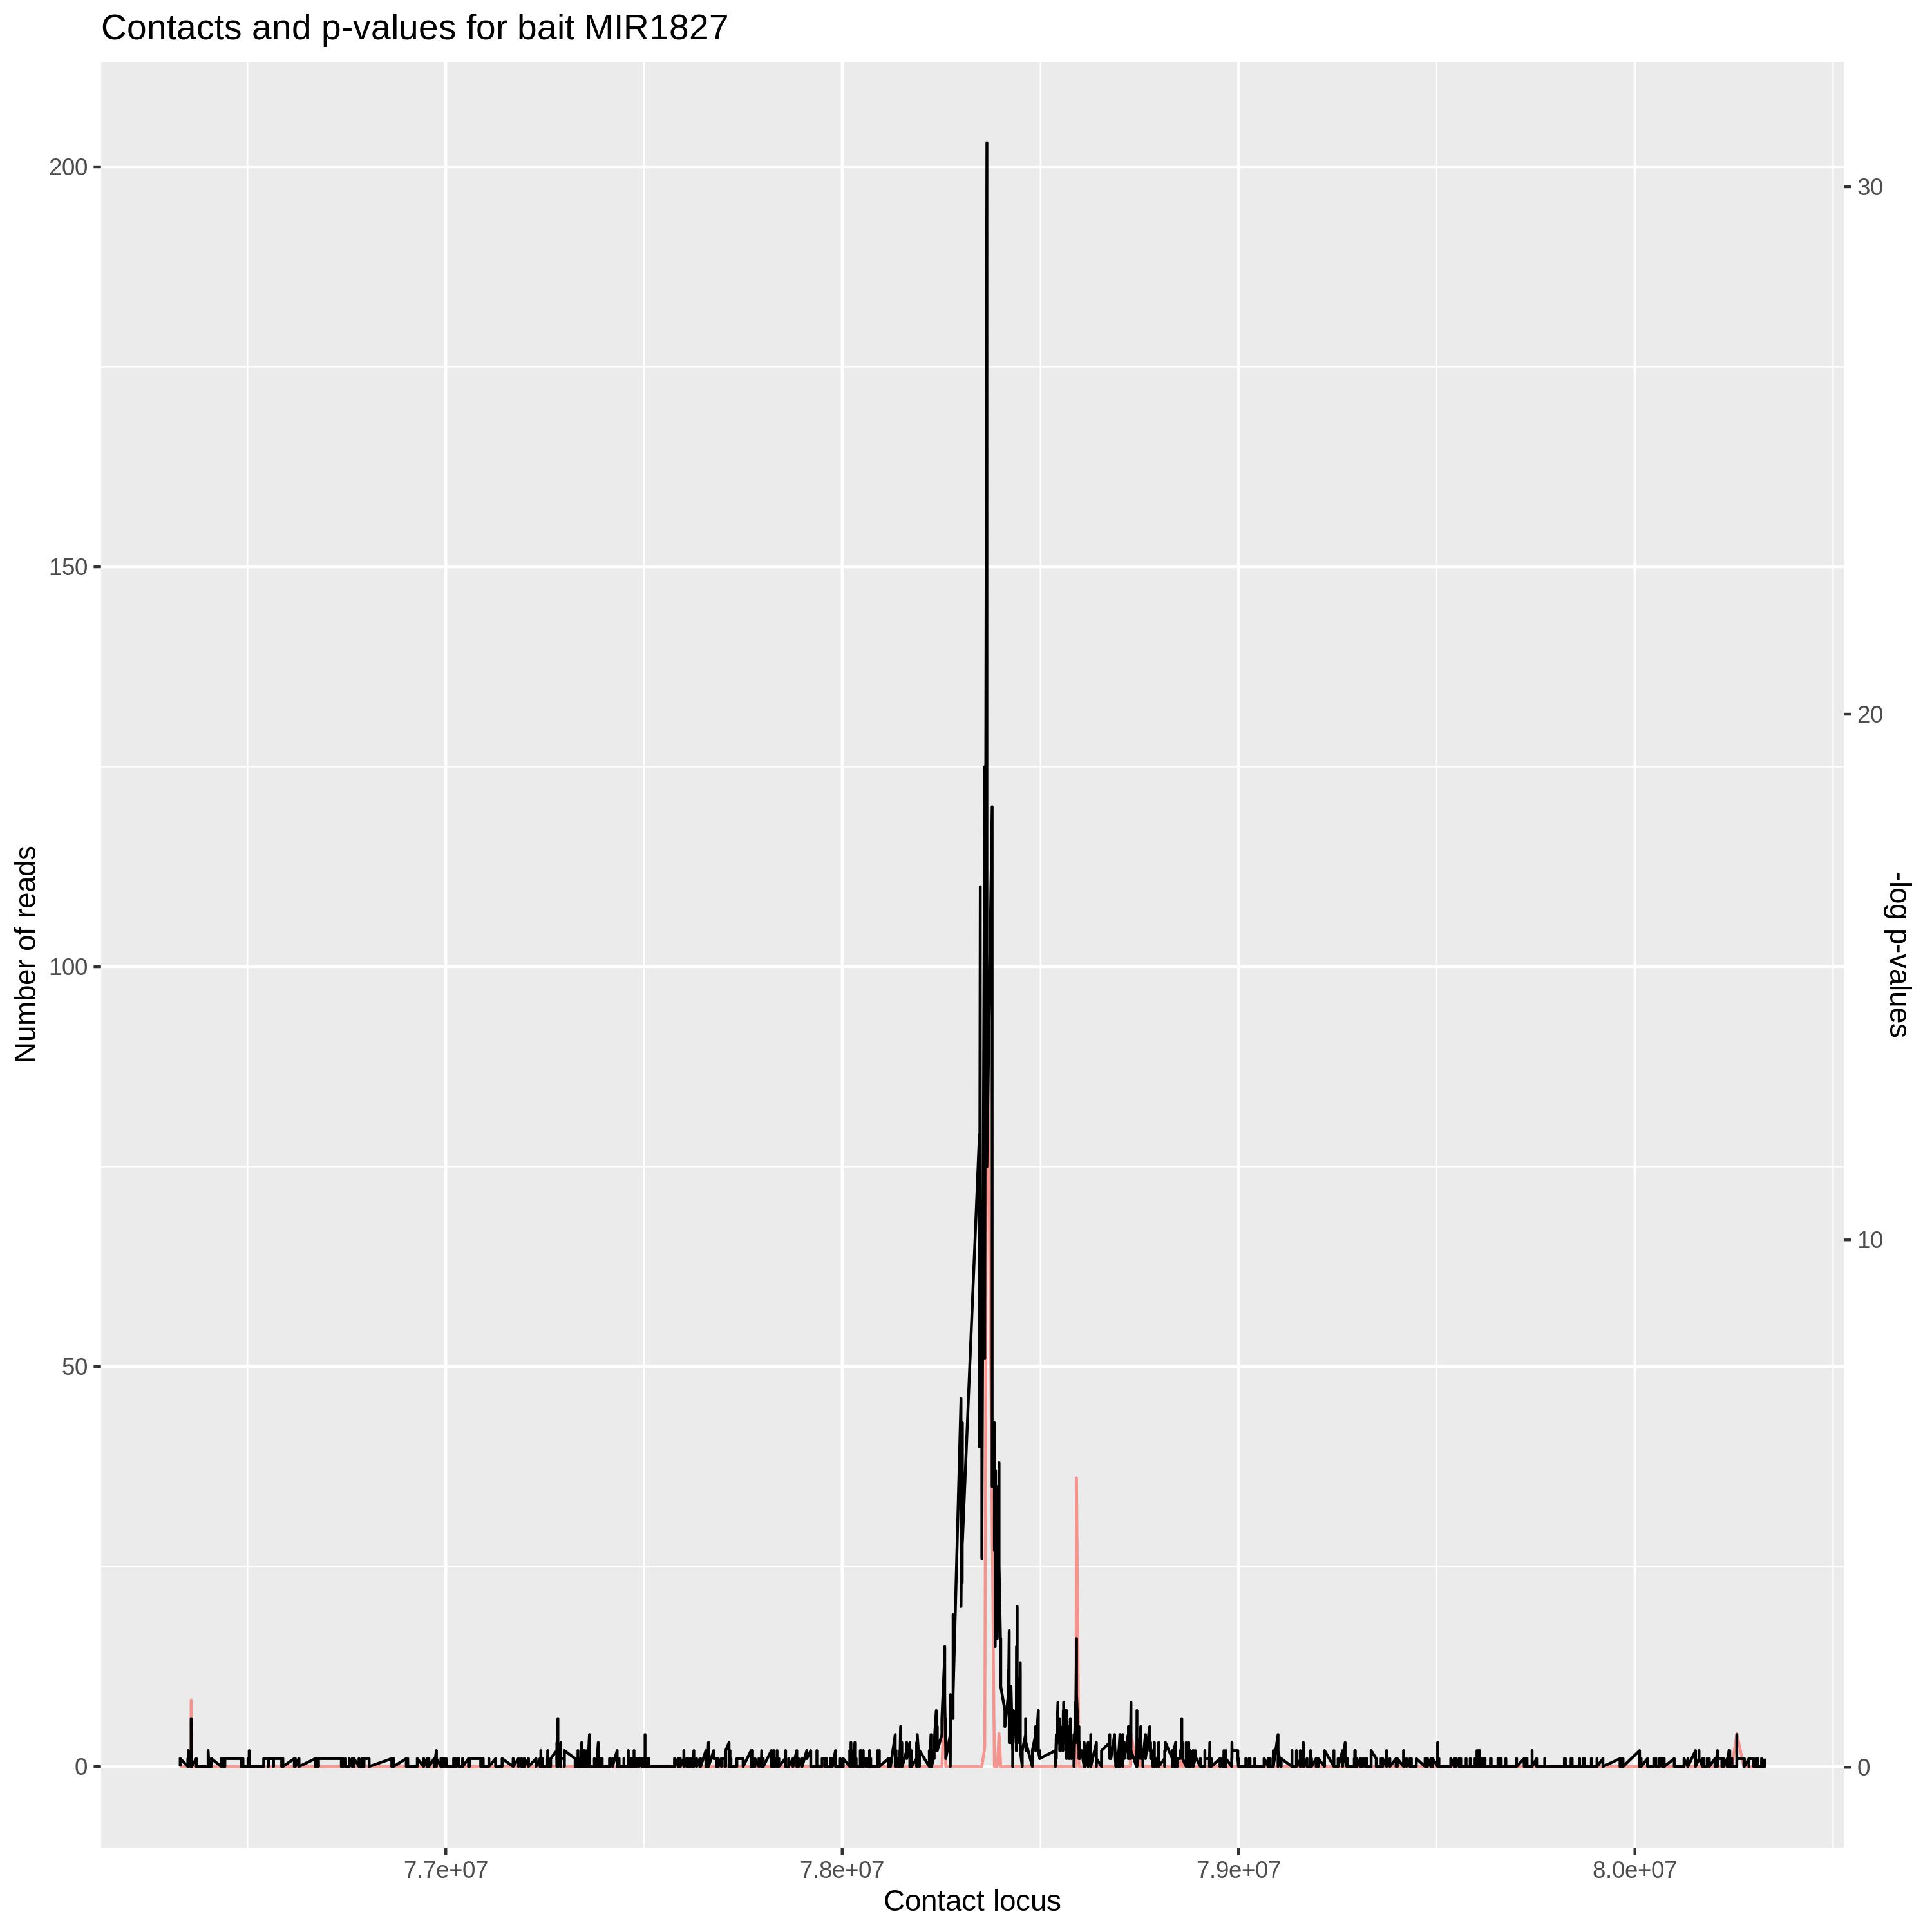 Contacts and p-values for bait MIR1827
200
150
100
50
0
Number of reads
30
20
10
0
-log p-values
7.7e+07
7.8e+07
7.9e+07
8.0e+07
Contact locus